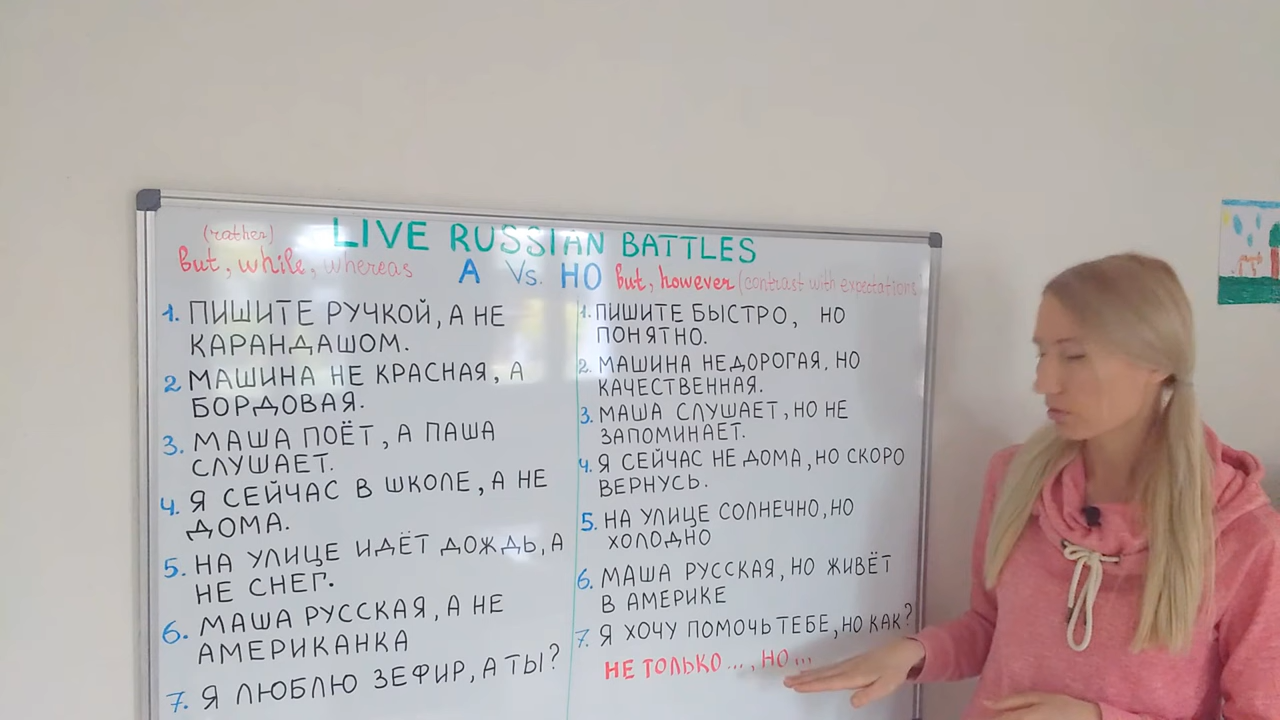 LIVE RUSSIAN BATTLES
(rather)
but, while, whereas
А Vs. НО
but, however (contrast with expectations)
1. ПИШИТЕ РУЧКОЙ, А НЕ
КАРАНДАШОМ.
2 МАШИНА НЕ КРАСНАЯ, А
БОРДОВАЯ.
3. МАША ПОЁТ, А ПАША
СЛУШАЕТ.
4. Я СЕЙЧАС В ШКОЛЕ, А НЕ
ДОМА.
5. НА УЛИЦЕ ИДЁТ ДОЖДЬ, А
НЕ СНЕГ.
6. МАША РУССКАЯ, А НЕ
АМЕРИКАНКА
7. Я ЛЮБЛЮ ЗЕФИР, А ТЫ?
1. ПИШИТЕ БЫСТРО, НО
ПОНЯТНО.
2. МАШИНА НЕДОРОГАЯ, НО
КАЧЕСТВЕННАЯ.
3. МАША СЛУШАЕТ, НО НЕ
ЗАПОМИНАЕТ.
4. Я СЕЙЧАС НЕ ДОМА, НО СКОРО
ВЕРНУСЬ.
5. НА УЛИЦЕ СОЛНЕЧНО, НО
ХОЛОДНО
6. МАША РУССКАЯ, НО ЖИВЁТ
В АМЕРИКЕ
7. Я ХОЧУ ПОМОЧЬ ТЕБЕ, НО КАК?
НЕ ТОЛЬКО..., НО...